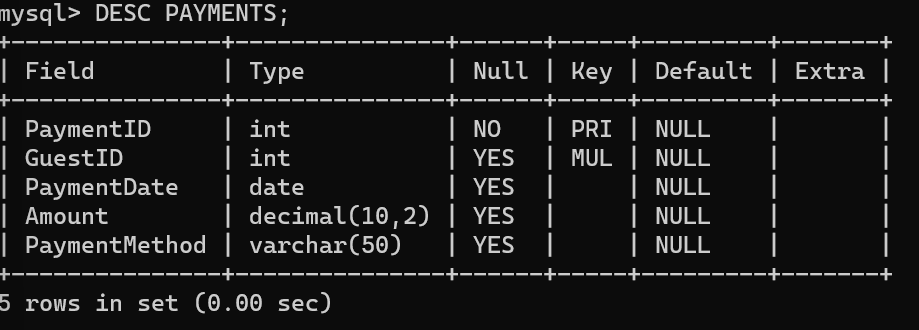 mysql> DESC PAYMENTS;
+---------------+---------------+------+-----+---------+-------+
| Field         | Type          | Null | Key | Default | Extra |
+---------------+---------------+------+-----+---------+-------+
| PaymentID     | int           | NO   | PRI | NULL    |       |
| GuestID       | int           | YES  | MUL | NULL    |       |
| PaymentDate   | date          | YES  |     | NULL    |       |
| Amount        | decimal(10,2) | YES  |     | NULL    |       |
| PaymentMethod | varchar(50)   | YES  |     | NULL    |       |
+---------------+---------------+------+-----+---------+-------+
5 rows in set (0.00 sec)